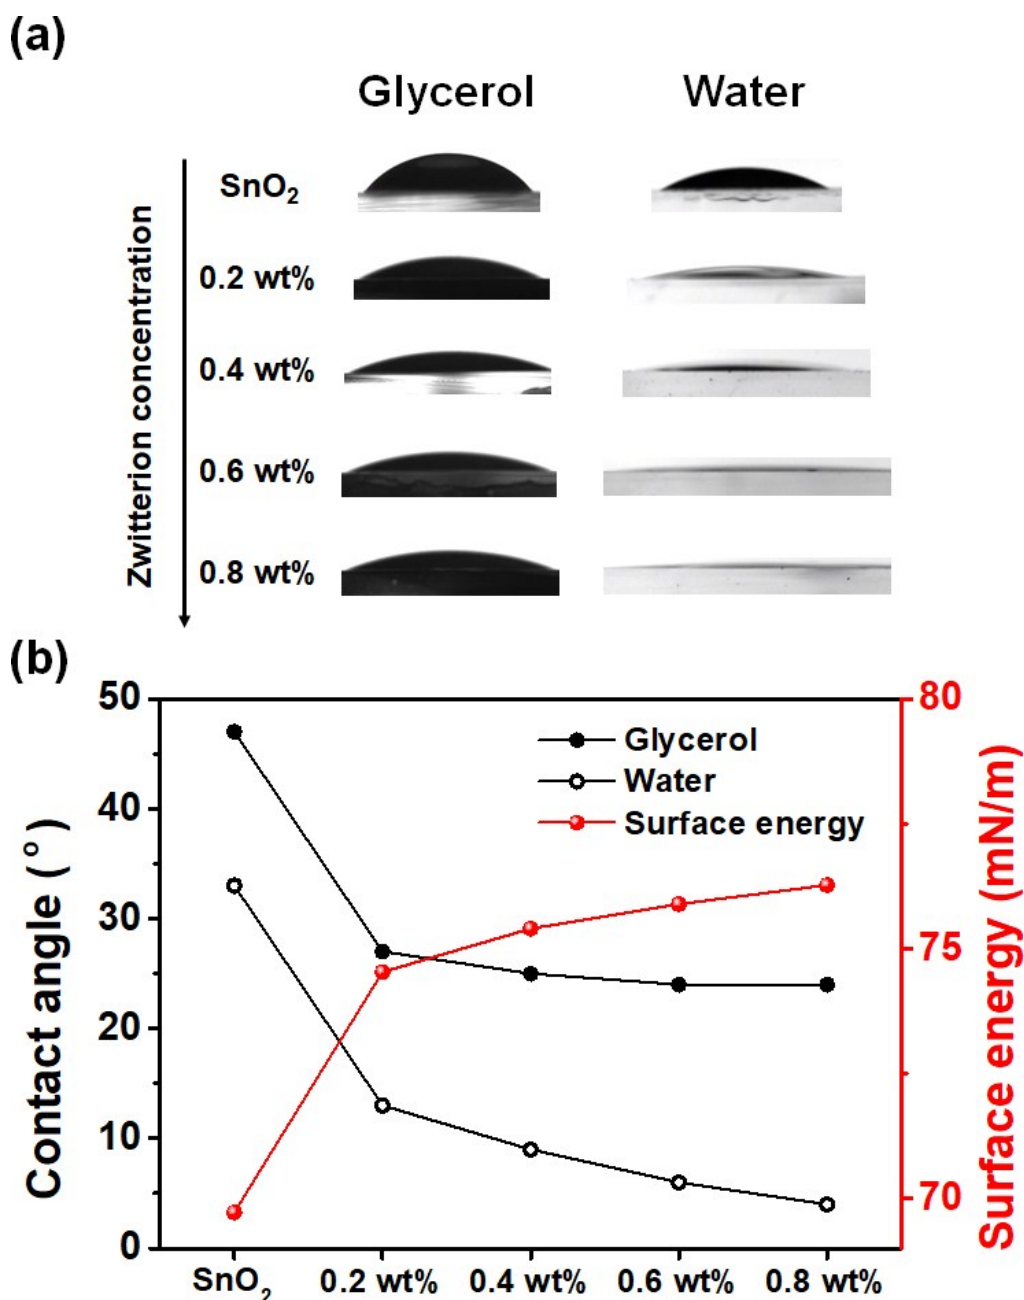 (a)
Glycerol Water
Zwitterion concentration
SnO₂
0.2 wt%
0.4 wt%
0.6 wt%
0.8 wt%
(b)
Contact angle (°)
50
40
30
20
10
0
Glycerol
Water
Surface energy
80
75
70
Surface energy (mN/m)
SnO₂ 0.2 wt% 0.4 wt% 0.6 wt% 0.8 wt%